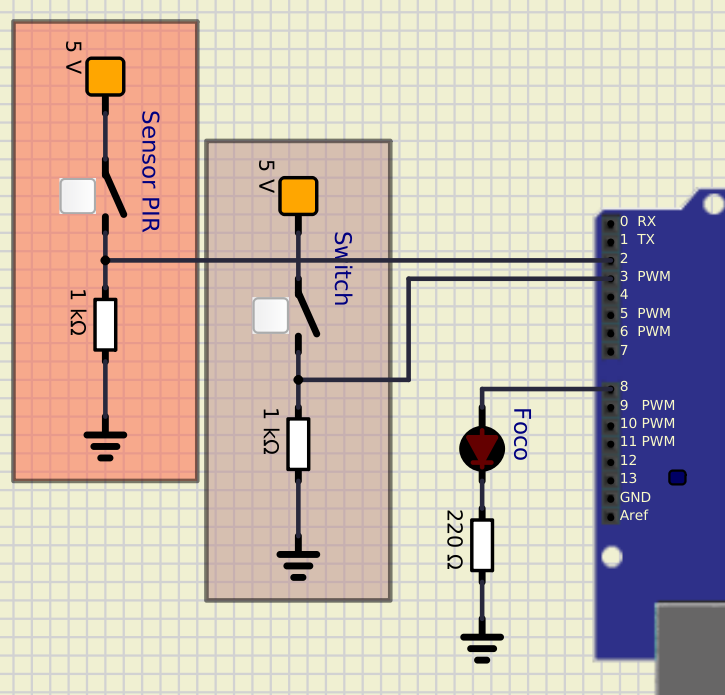 5 V
Sensor PIR
1 kΩ
5 V
Switch
1 kΩ
Foco
220 Ω
0 RX
1 TX
2
3 PWM
4
5 PWM
6 PWM
7
8
9 PWM
10 PWM
11 PWM
12
13
GND
Aref